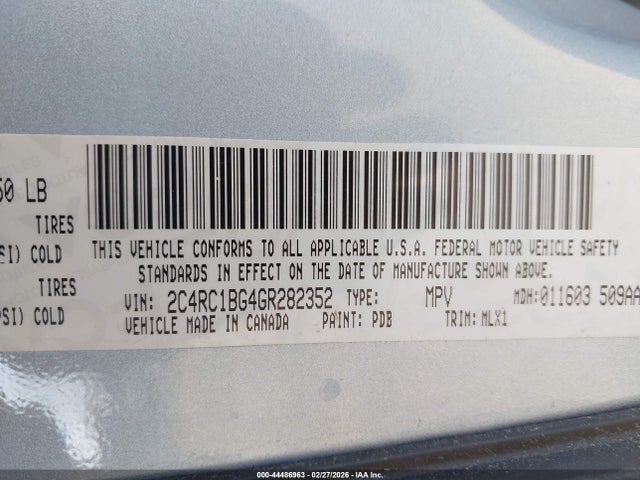 50 LB
TIRES
SI) COLD
TIRES
PSI) COLD
THIS VEHICLE CONFORMS TO ALL APPLICABLE U.S.A. FEDERAL MOTOR VEHICLE SAFETY
STANDARDS IN EFFECT ON THE DATE OF MANUFACTURE SHOWN ABOVE.
VIN: 2C4RC1BG4GR282352 TYPE: MPV MDH:011603 509AA
VEHICLE MADE IN CANADA PAINT: PDB TRIM: MLX1
000-44486963 | 02/27/2026 - IAA Inc.